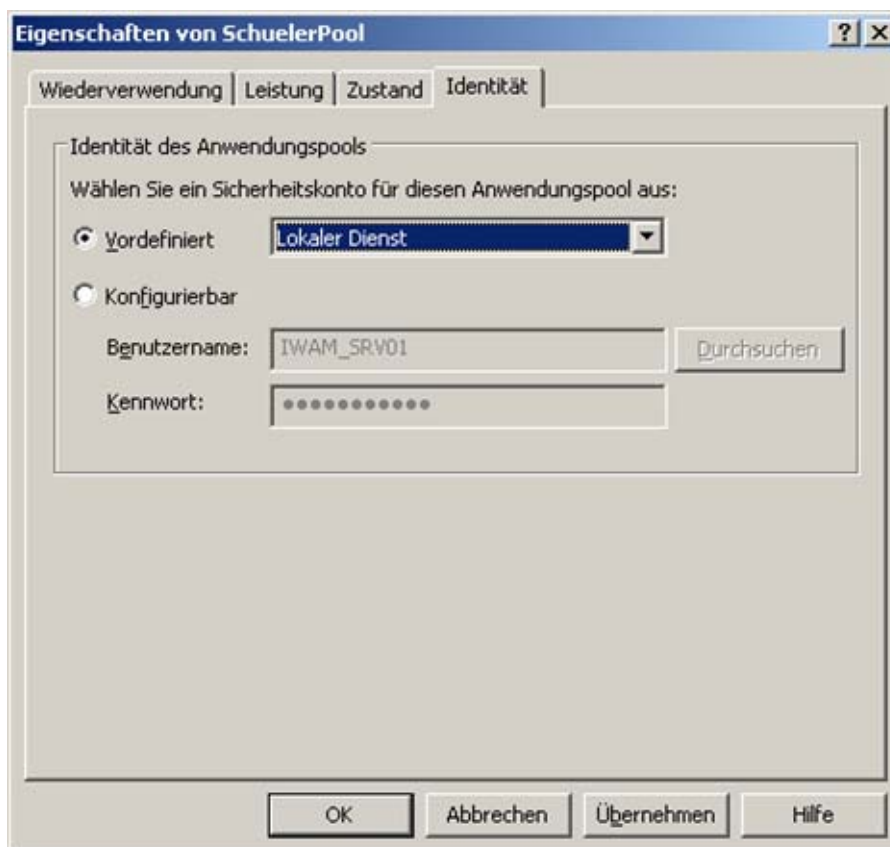 Eigenschaften von SchuelerPool
Wiederverwendung Leistung Zustand Identität
Identität des Anwendungspools
Wählen Sie ein Sicherheitskonto für diesen Anwendungspool aus:
Vordefiniert Lokaler Dienst
Konfigurierbar
Benutzername: IWAM_SRV01 Durchsuchen
Kennwort: ●●●●●●●●●●●
OK Abbrechen Übernehmen Hilfe